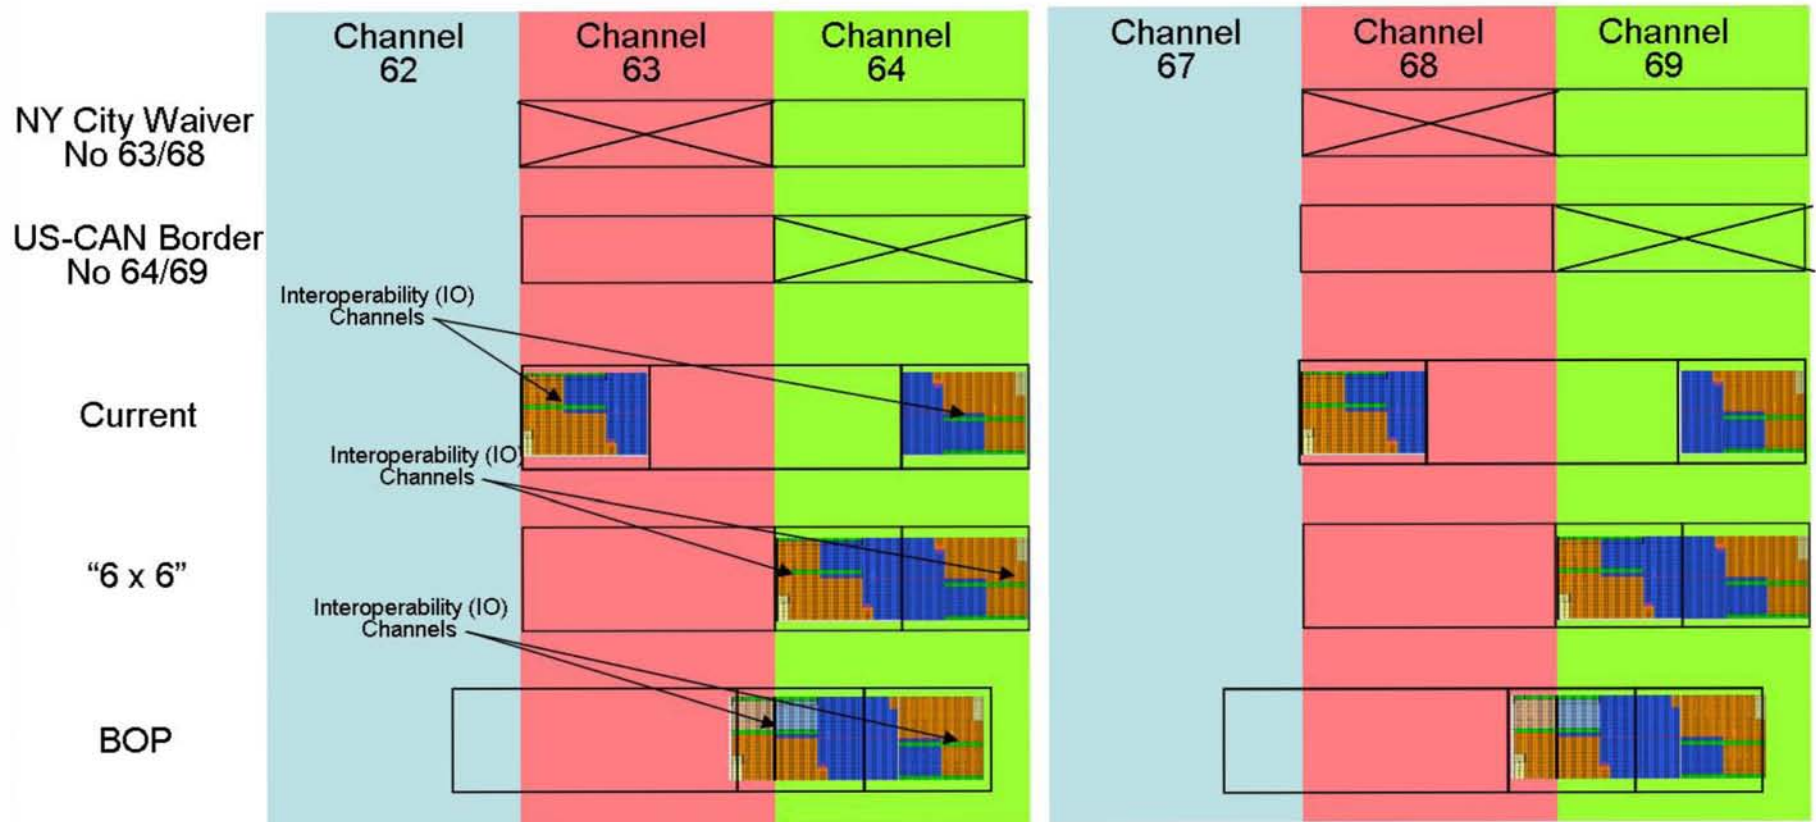 Channel
62
Channel
63
Channel
64
Channel
67
Channel
68
Channel
69
NY City Waiver
No 63/68
US-CAN Border
No 64/69
Interoperability (IO)
Channels
Current
Interoperability (IO)
Channels
“6 x 6”
Interoperability (IO)
Channels
BOP